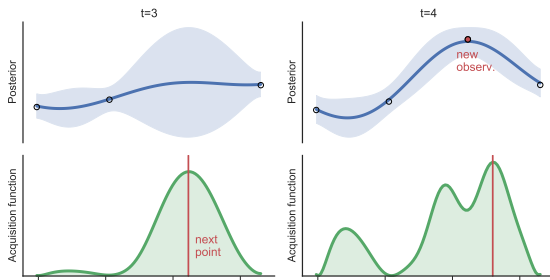 t=3
t=4
Posterior
Posterior
new
observ.
Acquisition function
next
point
Acquisition function